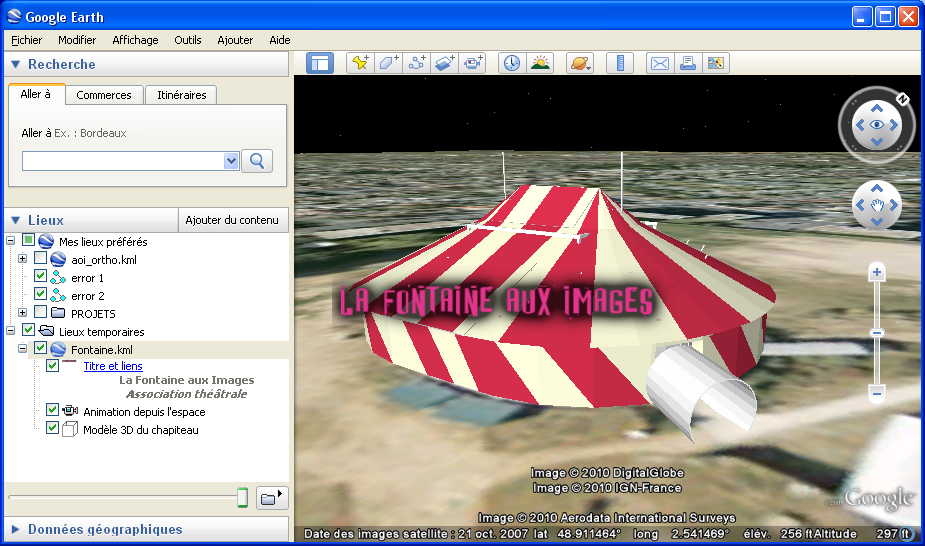 Google Earth
Fichier Modifier Affichage Outils Ajouter Aide
Recherche
Aller à Commerces Itinéraires
Aller à Ex. : Bordeaux
Lieux Ajouter du contenu
Mes lieux préférés
aoi_ortho.kml
error 1
error 2
PROJETS
Lieux temporaires
Fontaine.kml
Titre et liens
La Fontaine aux Images
Association théâtrale
Animation depuis l'espace
Modèle 3D du chapiteau
Données géographiques
N
LA FONTAINE AUX IMAGES
Image © 2010 DigitalGlobe
Image © 2010 IGN-France
Google
Image © 2010 Aerodata International Surveys
Date des images satellite : 21 oct. 2007 lat 48.911464° long 2.541469° élév. 256 ft Altitude 297 ft